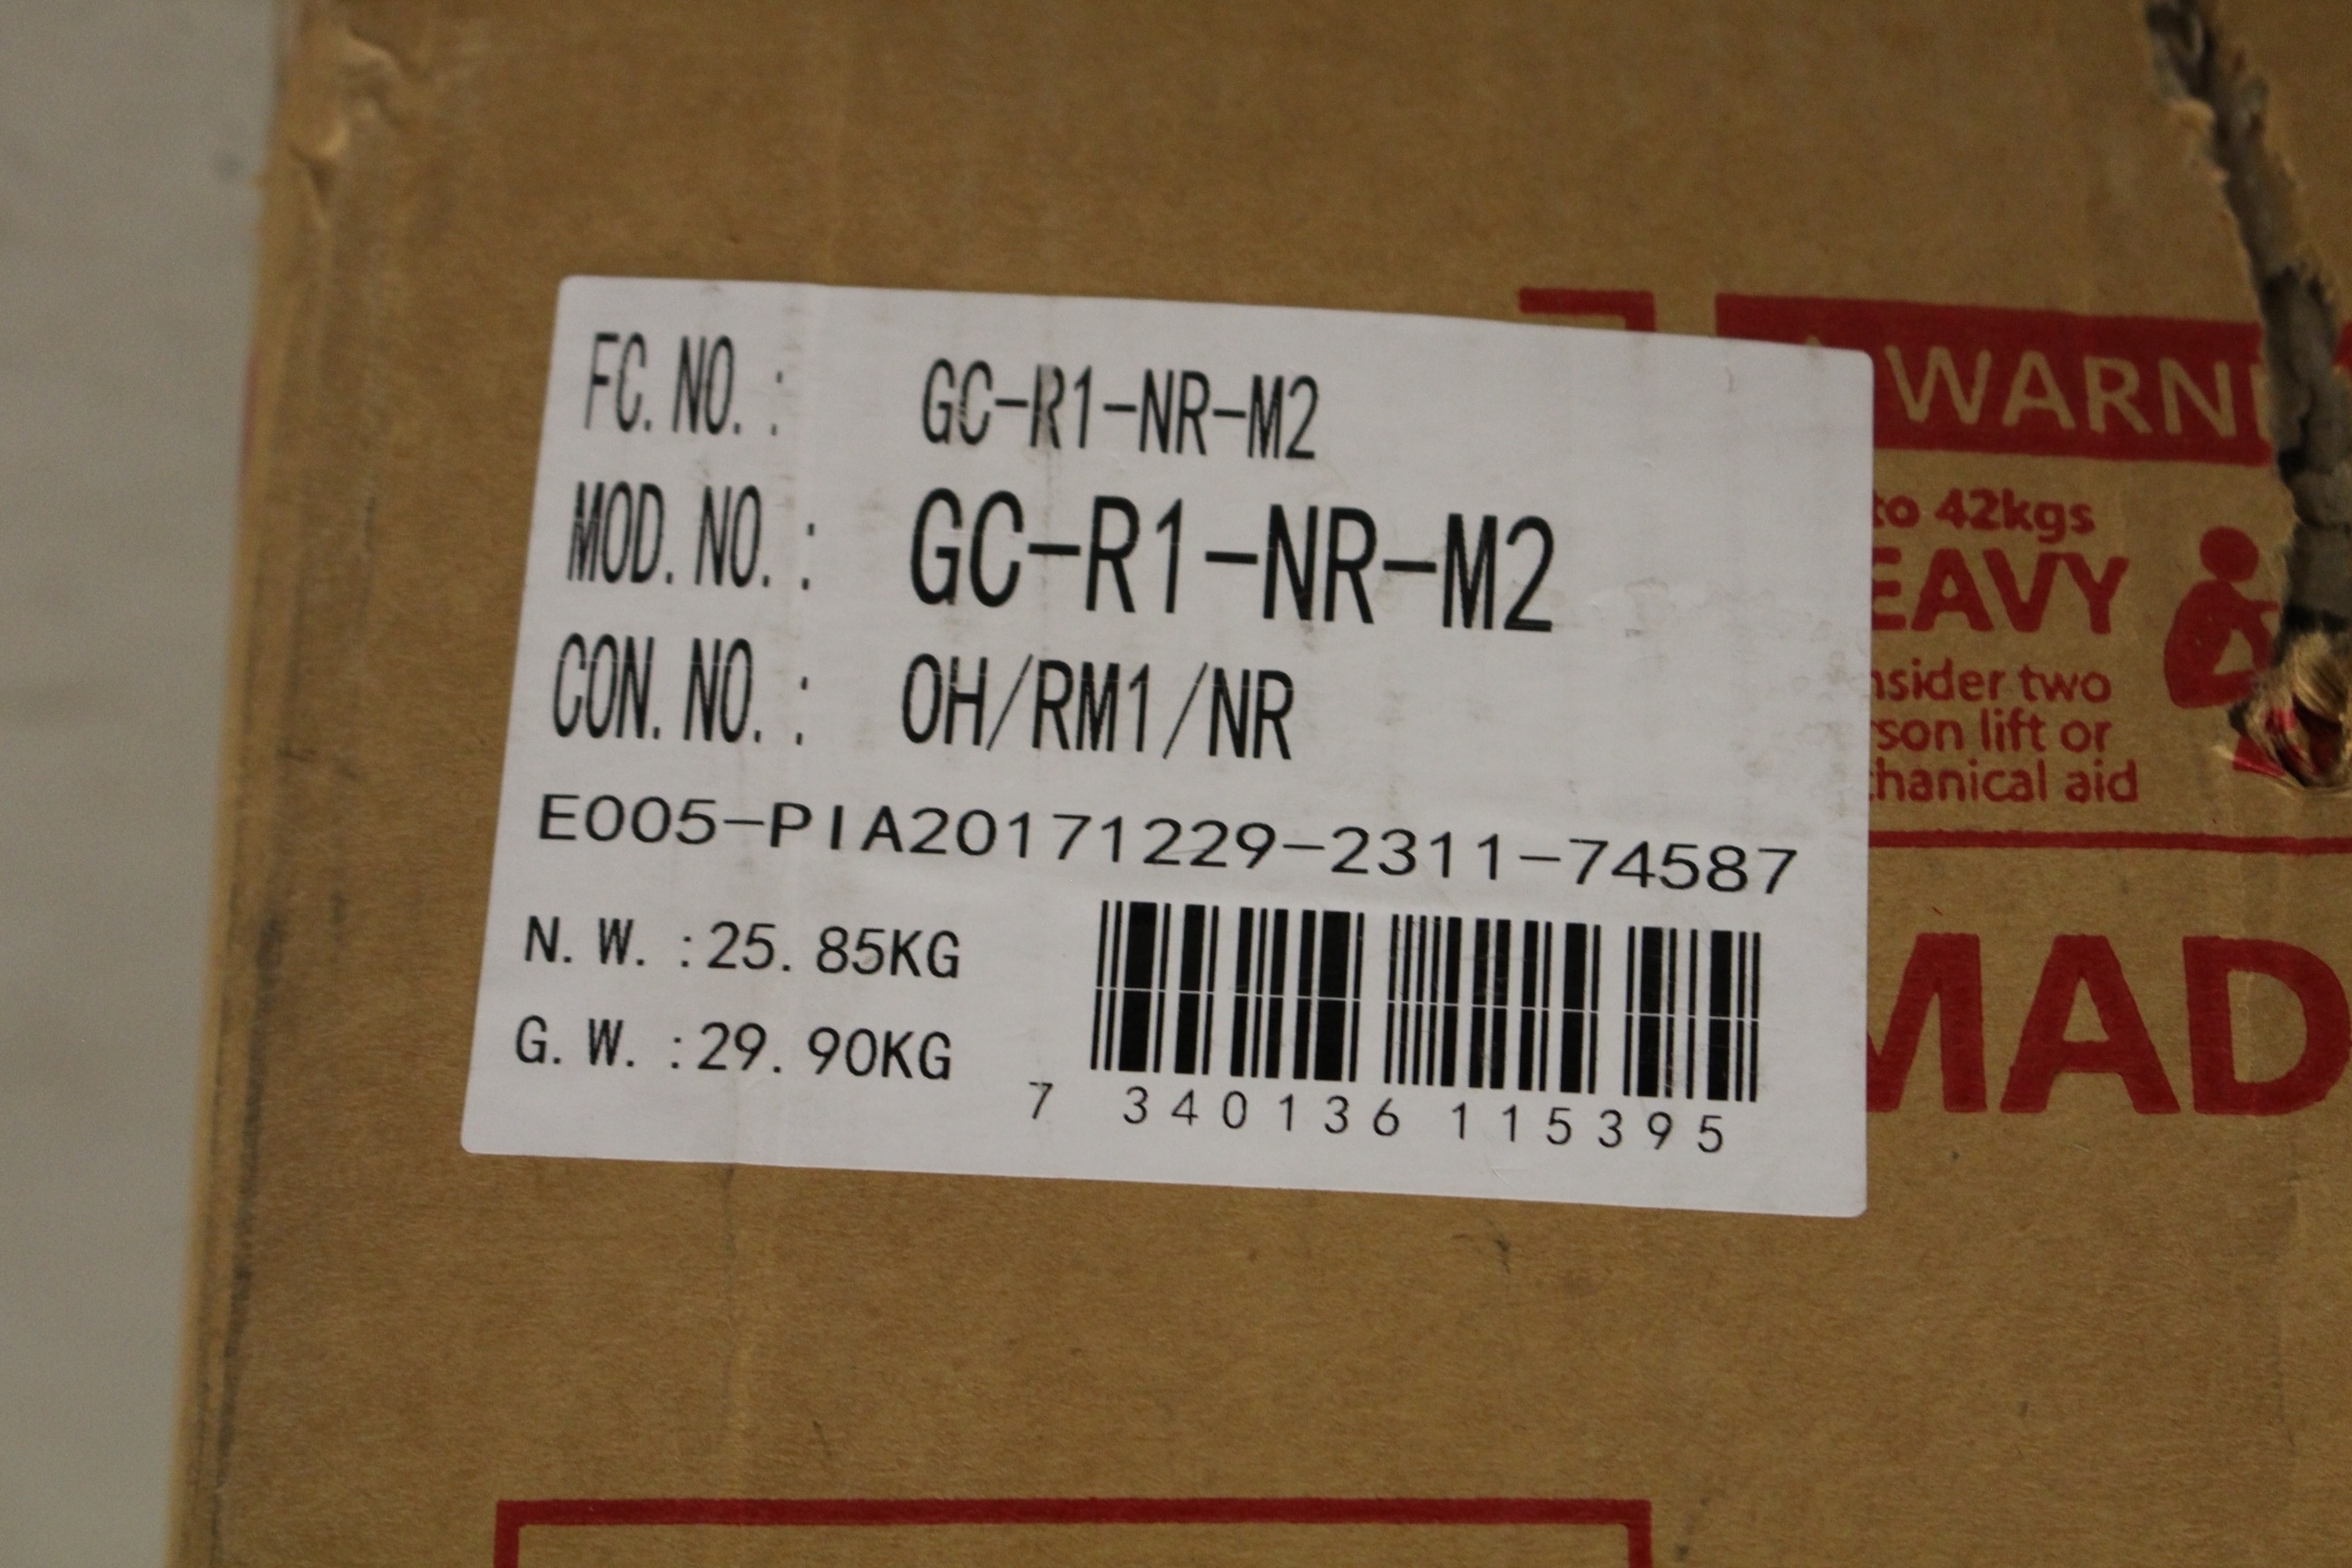 FC. NO. : GC-R1-NR-M2
MOD. NO. : GC-R1-NR-M2
CON. NO. : OH/RM1/NR
E005-PIA20171229-2311-74587
N. W. :25. 85KG
G. W. :29. 90KG
7 340136 115395
WARNI
to 42kgs
EAVY
nsider two
rson lift or
chanical aid
MAD